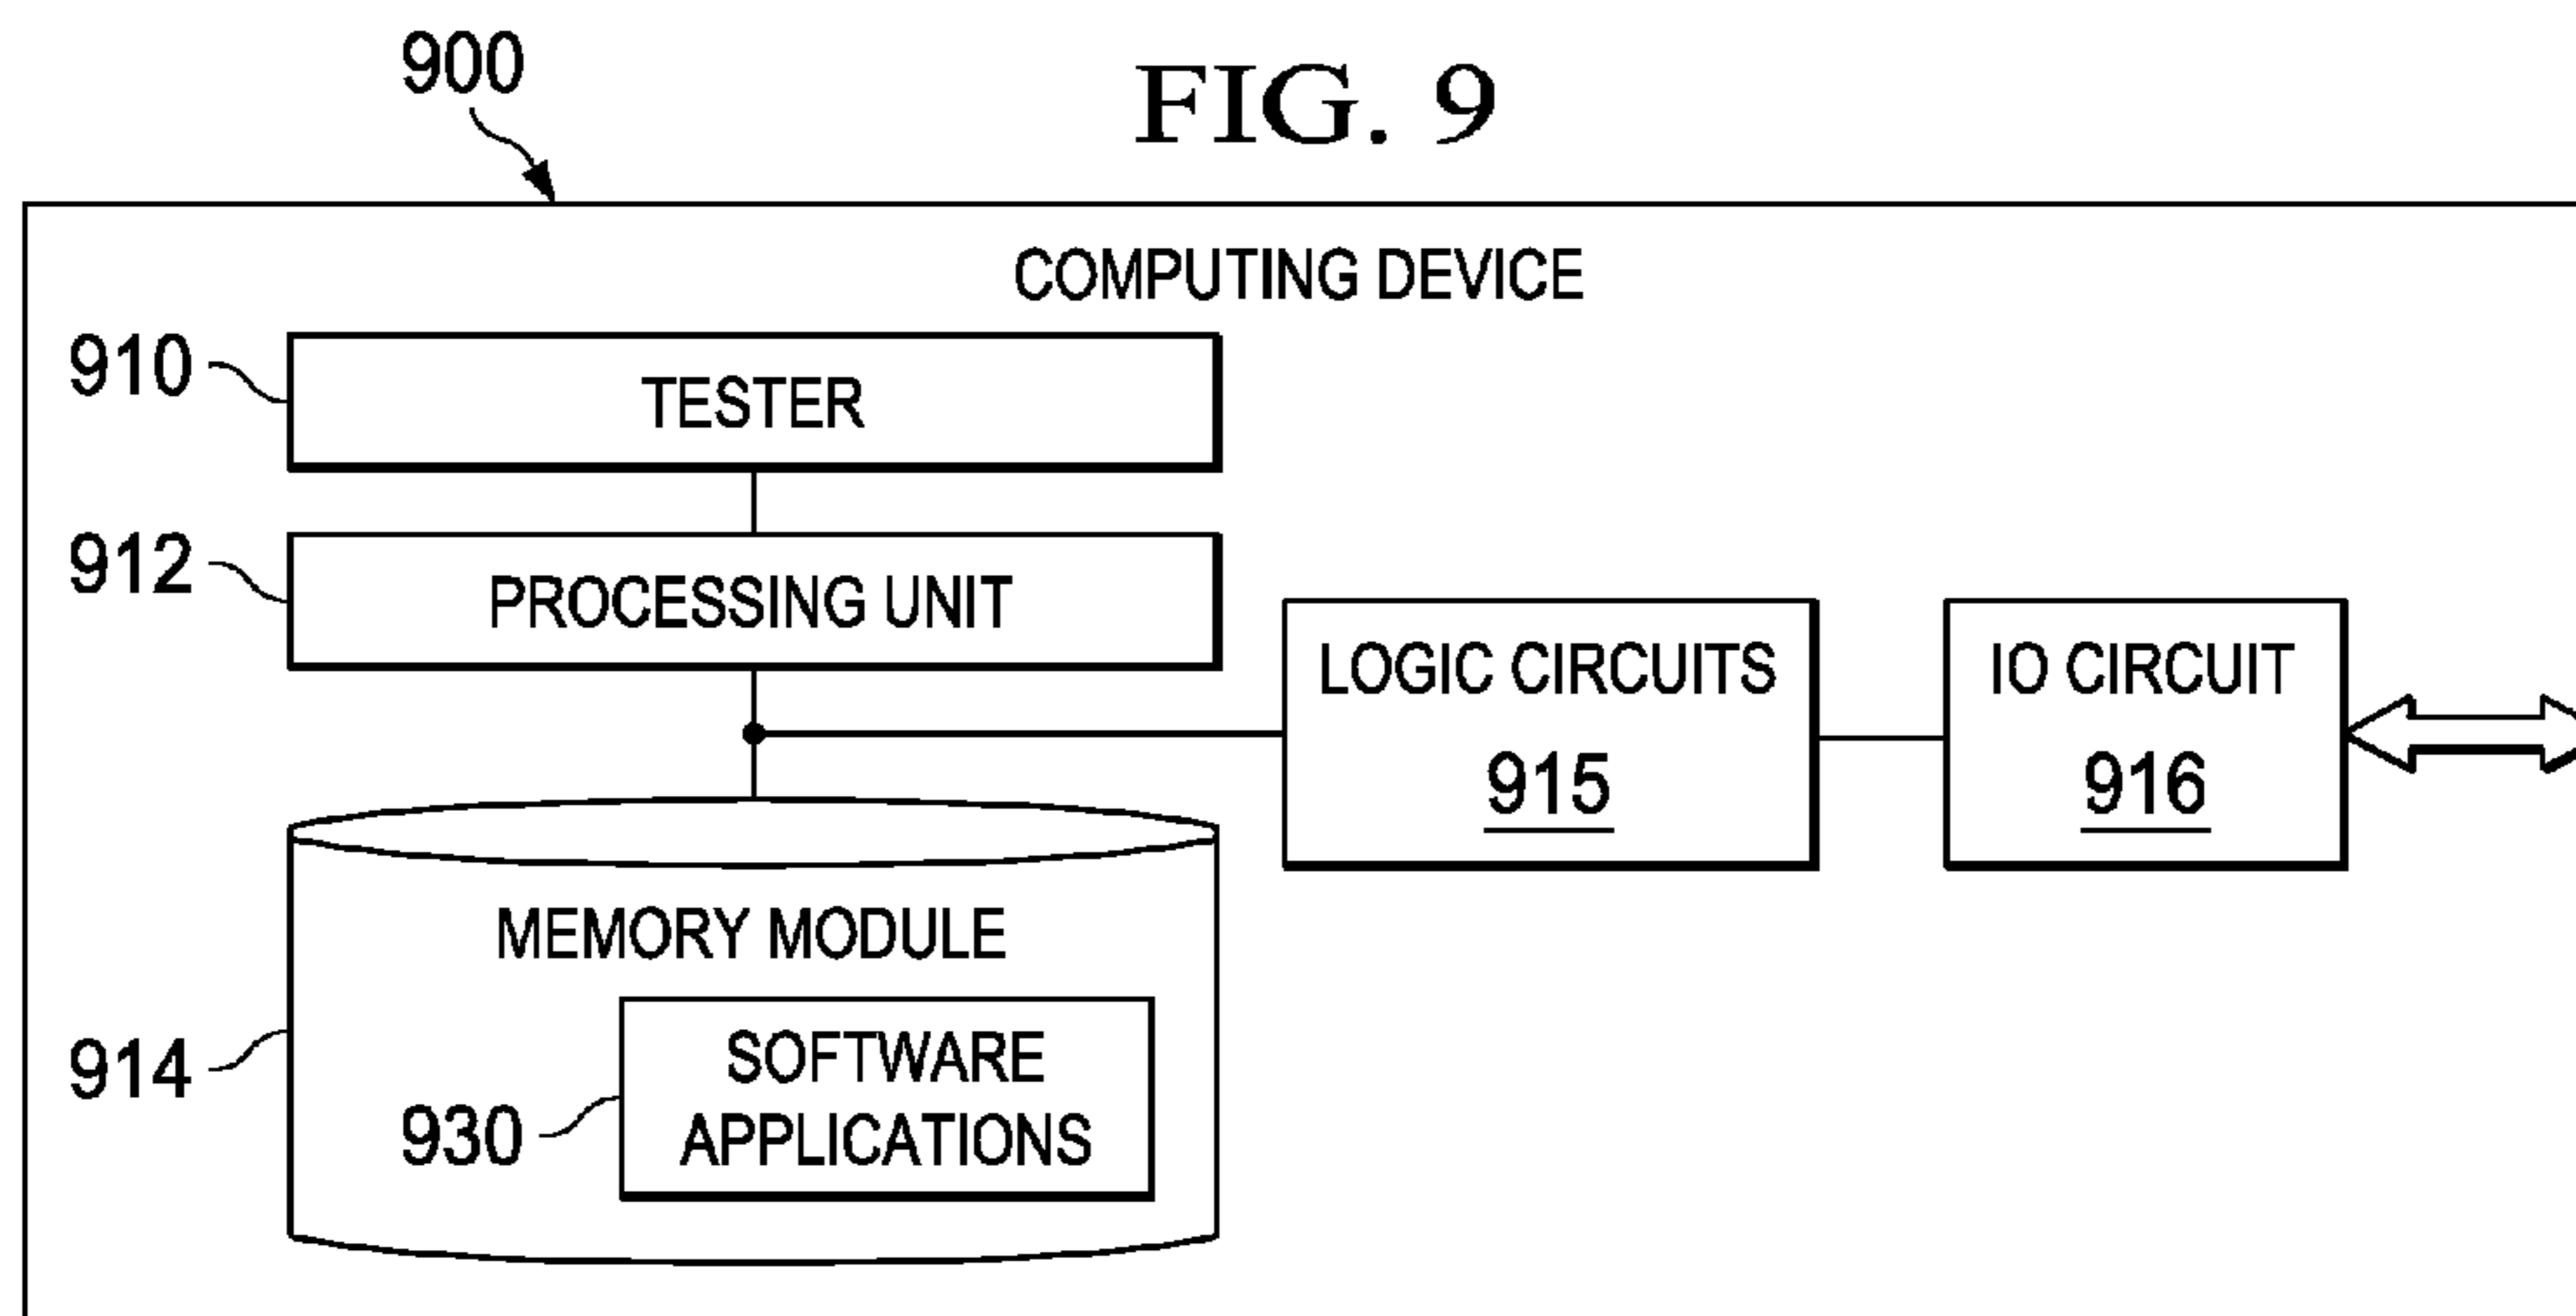 900
FIG. 9
COMPUTING DEVICE
910
TESTER
912
PROCESSING UNIT
LOGIC CIRCUITS
915
IO CIRCUIT
916
MEMORY MODULE
914
SOFTWARE
APPLICATIONS
930